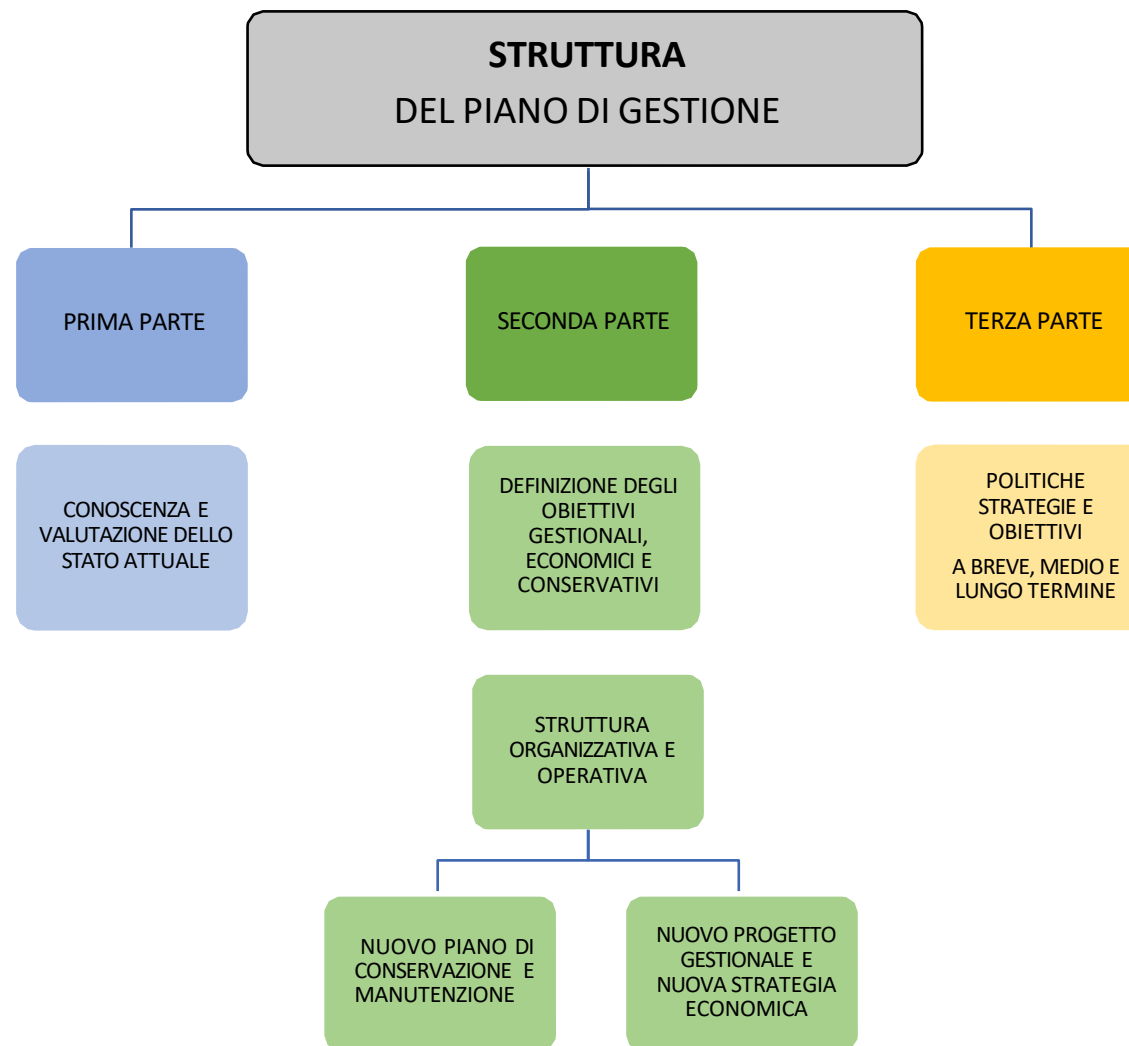 STRUTTURA
DEL PIANO DI GESTIONE
PRIMA PARTE
SECONDA PARTE
TERZA PARTE
CONOSCENZA E
VALUTAZIONE DELLO
STATO ATTUALE
DEFINIZIONE DEGLI
OBIETTIVI
GESTIONALI,
ECONOMICI E
CONSERVATIVI
POLITICHE
STRATEGIE E
OBIETTIVI
A BREVE, MEDIO E
LUNGO TERMINE
STRUTTURA
ORGANIZZATIVA E
OPERATIVA
NUOVO PIANO DI
CONSERVAZIONE E
MANUTENZIONE
NUOVO PROGETTO
GESTIONALE E
NUOVA STRATEGIA
ECONOMICA